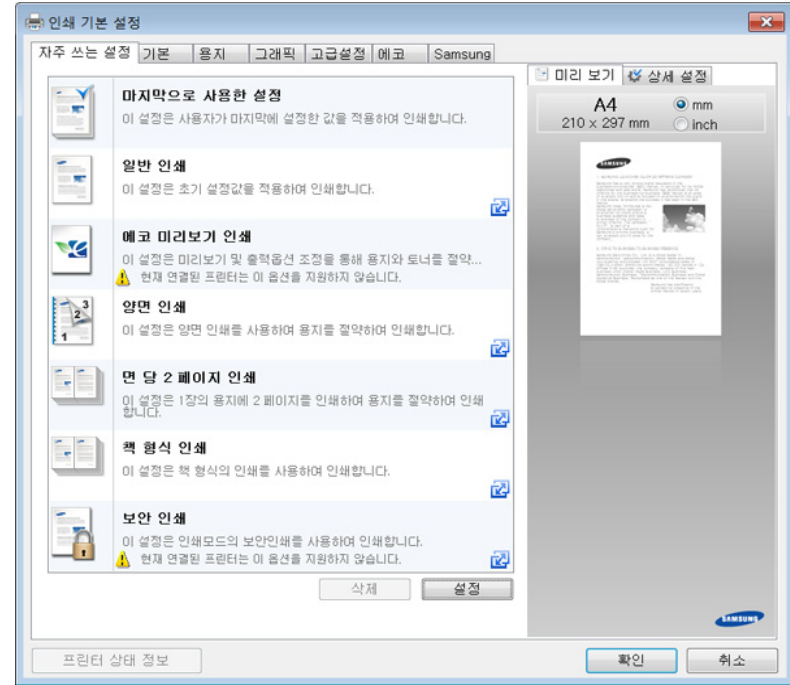 인쇄 기본 설정
자주 쓰는 설정 기본 용지 그래픽 고급설정 에코 Samsung
마지막으로 사용한 설정
이 설정은 사용자가 마지막에 설정한 값을 적용하여 인쇄합니다.
일반 인쇄
이 설정은 초기 설정값을 적용하여 인쇄합니다.
에코 미리보기 인쇄
이 설정은 미리보기 및 출력옵션 조정을 통해 용지와 토너를 절약...
현재 연결된 프린터는 이 옵션을 지원하지 않습니다.
양면 인쇄
이 설정은 양면 인쇄를 사용하여 용지를 절약하여 인쇄합니다.
면 당 2 페이지 인쇄
이 설정은 1장의 용지에 2 페이지를 인쇄하여 용지를 절약하여 인쇄
합니다.
책 형식 인쇄
이 설정은 책 형식의 인쇄를 사용하여 인쇄합니다.
보안 인쇄
이 설정은 인쇄모드의 보안인쇄를 사용하여 인쇄합니다.
현재 연결된 프린터는 이 옵션을 지원하지 않습니다.
삭제 설정
미리 보기 상세 설정
A4 mm
210 × 297 mm inch
SAMSUNG
SAMSUNG
프린터 상태 정보 확인 취소